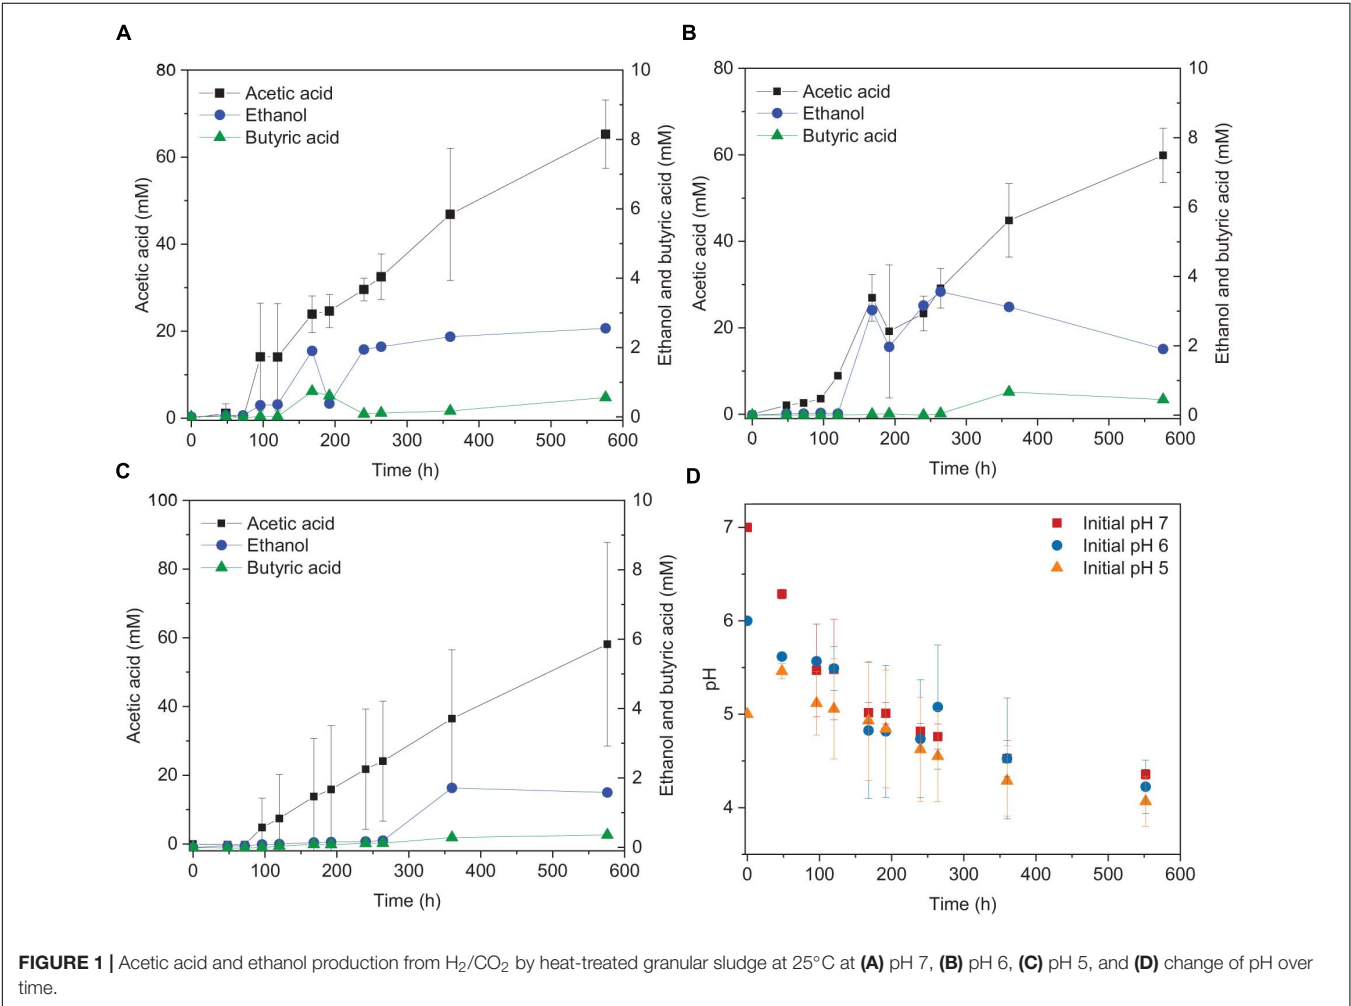 A
80
60
40
20
0
Acetic acid (mM)
10
8
6
4
2
0
Ethanol and butyric acid (mM)
Acetic acid
Ethanol
Butyric acid
0 100 200 300 400 500 600
Time (h)
B
80
60
40
20
0
Acetic acid (mM)
10
8
6
4
2
0
Ethanol and butyric acid (mM)
Acetic acid
Ethanol
Butyric acid
0 100 200 300 400 500 600
Time (h)
C
100
80
60
40
20
0
Acetic acid (mM)
10
8
6
4
2
0
Ethanol and butyric acid (mM)
Acetic acid
Ethanol
Butyric acid
0 100 200 300 400 500 600
Time (h)
D
7
6
5
4
pH
Initial pH 7
Initial pH 6
Initial pH 5
0 100 200 300 400 500 600
Time (h)
FIGURE 1 | Acetic acid and ethanol production from H₂/CO₂ by heat-treated granular sludge at 25°C at (A) pH 7, (B) pH 6, (C) pH 5, and (D) change of pH over
time.